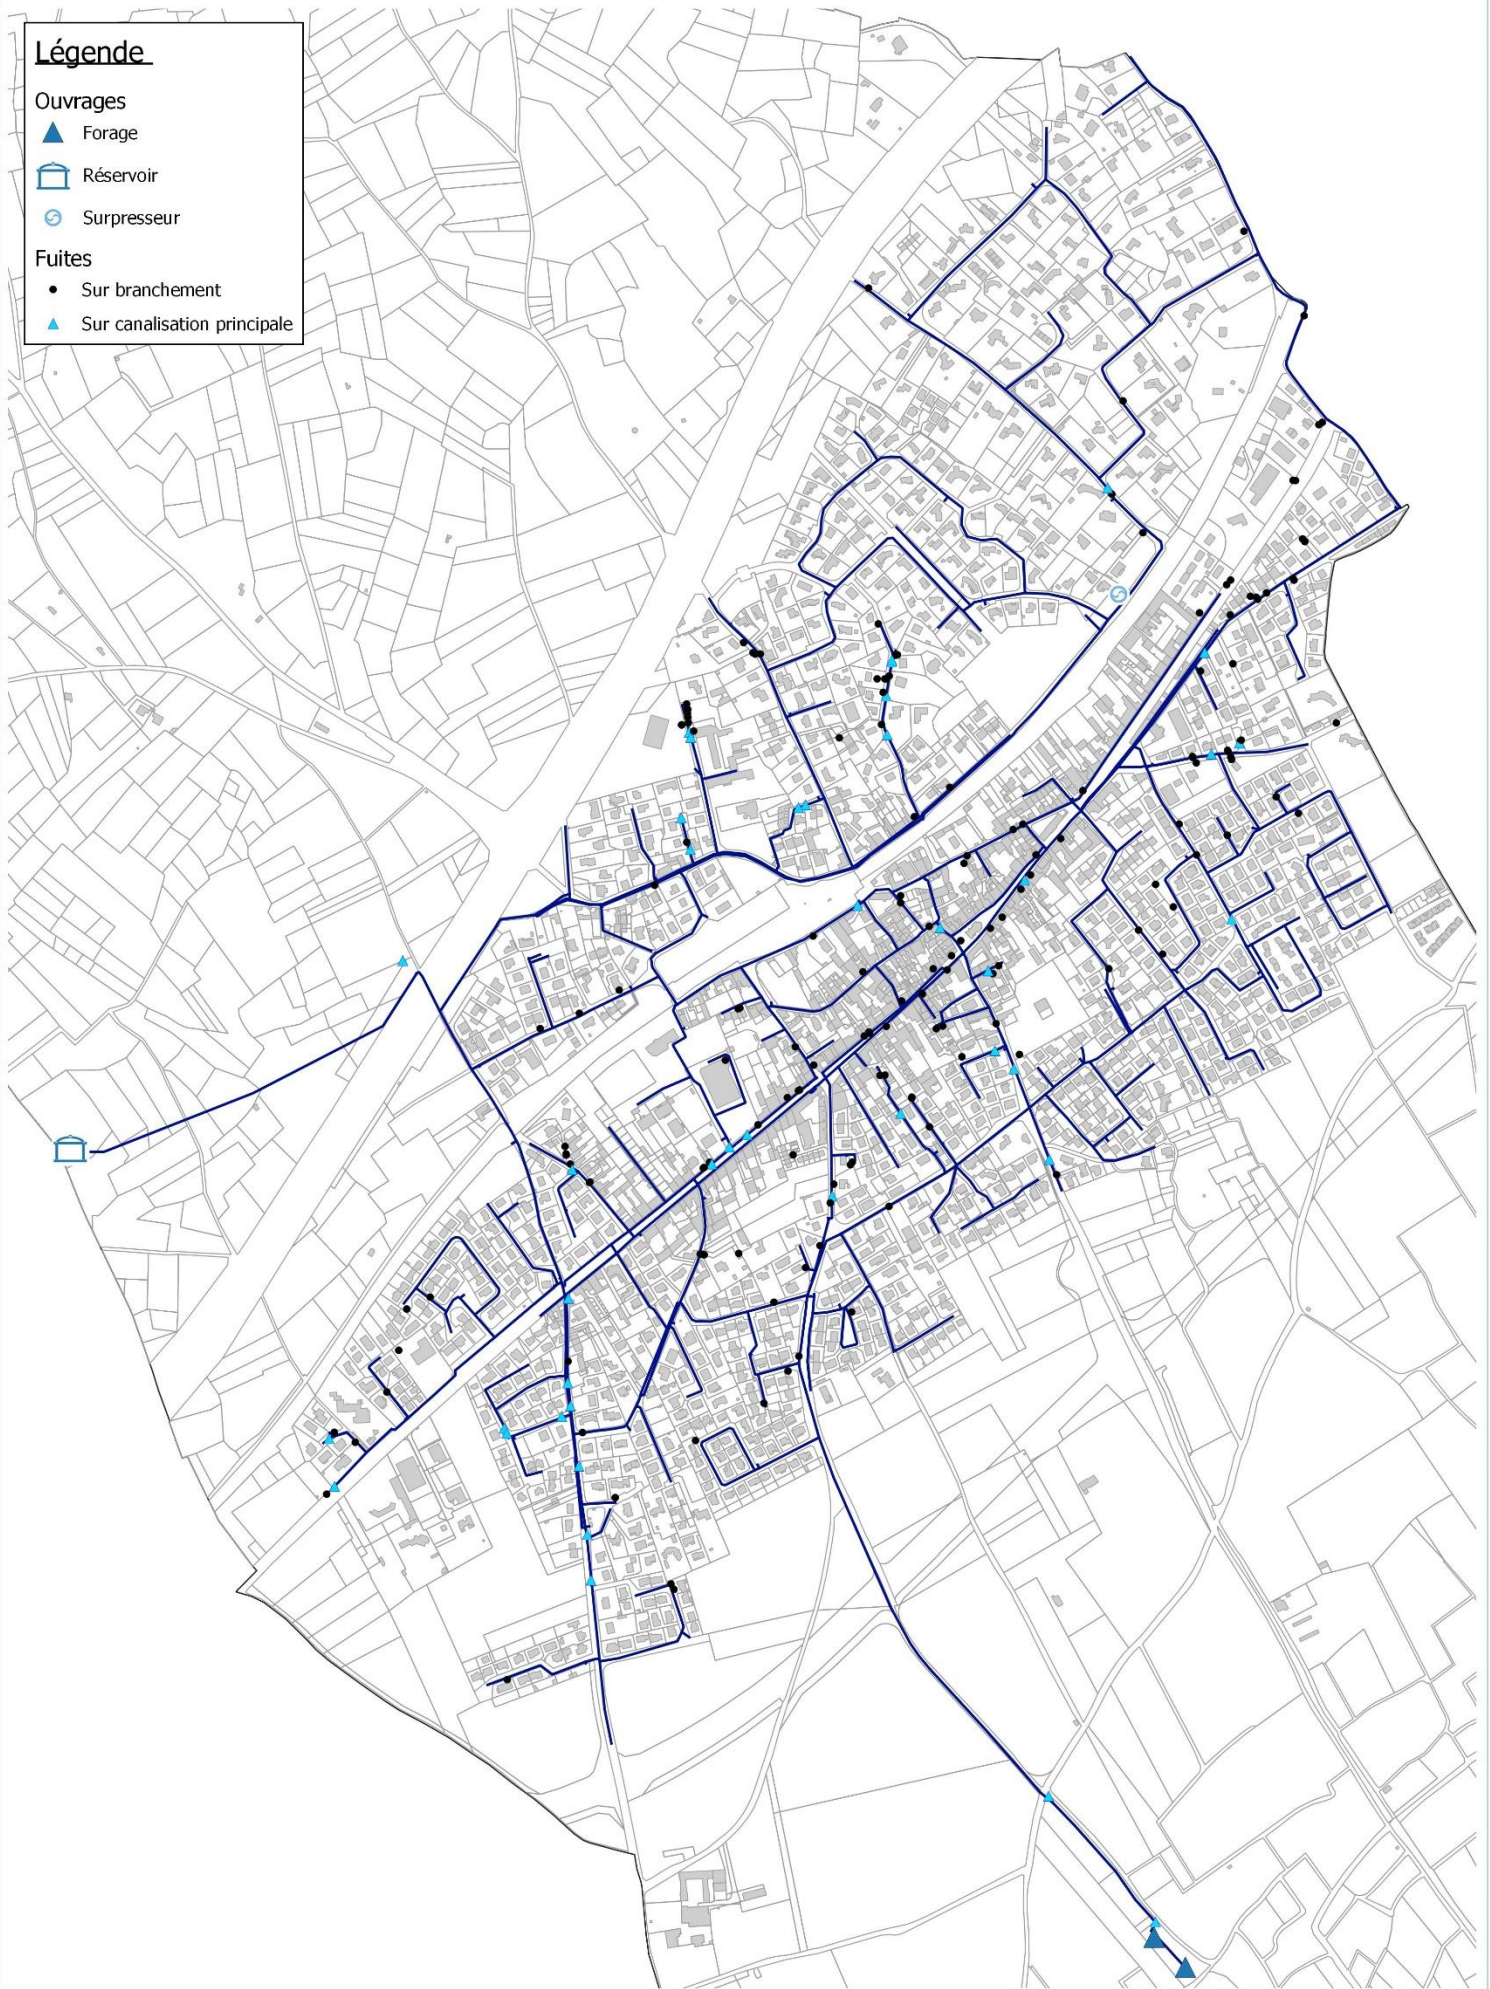 Légende
Ouvrages
Forage
Réservoir
Surpresseur
Fuites
Sur branchement
Sur canalisation principale